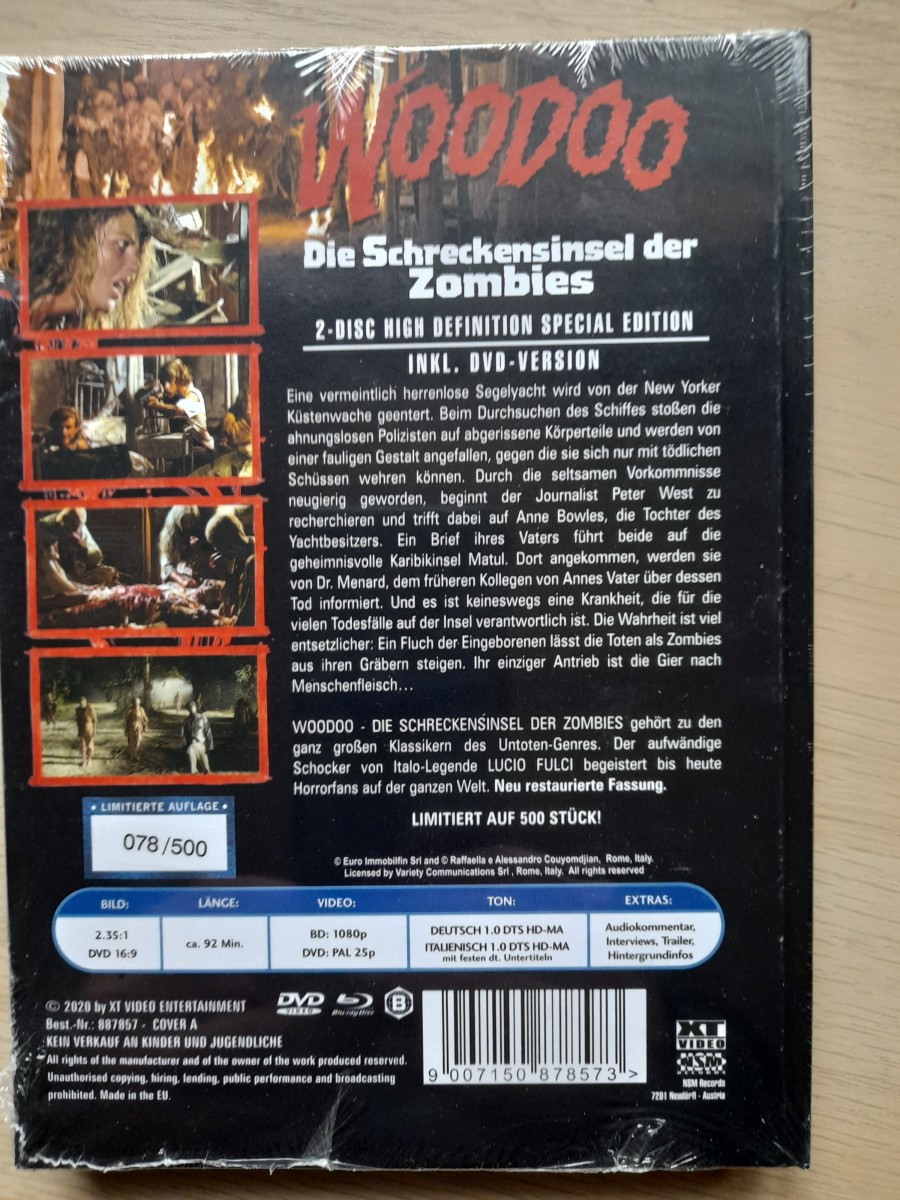 WOODOO
Die Schreckensinsel der
Zombies
2-DISC HIGH DEFINITION SPECIAL EDITION
INKL. DVD-VERSION
Eine vermeintlich herrenlose Segelyacht wird von der New Yorker
Küstenwache geentert. Beim Durchsuchen des Schiffes stoßen die
ahnungslosen Polizisten auf abgerissene Körperteile und werden von
einer fauligen Gestalt angefallen, gegen die sie sich nur mit tödlichen
Schüssen wehren können. Durch die seltsamen Vorkommnisse
neugierig geworden, beginnt der Journalist Peter West zu
recherchieren und trifft dabei auf Anne Bowles, die Tochter des
Yachtbesitzers. Ein Brief ihres Vaters führt beide auf die
geheimnisvolle Karibikinsel Matul. Dort angekommen, werden sie
von Dr. Menard, dem früheren Kollegen von Annes Vater über dessen
Tod informiert. Und es ist keineswegs eine Krankheit, die für die
vielen Todesfälle auf der Insel verantwortlich ist. Die Wahrheit ist viel
entsetzlicher: Ein Fluch der Eingeborenen lässt die Toten als Zombies
aus ihren Gräbern steigen. Ihr einziger Antrieb ist die Gier nach
Menschenfleisch...
WOODOO - DIE SCHRECKENSINSEL DER ZOMBIES gehört zu den
ganz großen Klassikern des Untoten-Genres. Der aufwändige
Schocker von Italo-Legende LUCIO FULCI begeistert bis heute
Horrorfans auf der ganzen Welt. Neu restaurierte Fassung.
LIMITIERT AUF 500 STÜCK!
• LIMITIERTE AUFLAGE •
078/500
© Euro Immobilfin Srl and © Raffaella e Alessandro Couyomdjian, Rome, Italy.
Licensed by Variety Communications Srl , Rome, Italy. All rights reserved
BILD: LÄNGE: VIDEO: TON: EXTRAS:
2.35:1
DVD 16:9
ca. 92 Min.
BD: 1080p
DVD: PAL 25p
DEUTSCH 1.0 DTS HD-MA
ITALIENISCH 1.0 DTS HD-MA
mit festen dt. Untertiteln
Audiokommentar,
Interviews, Trailer,
Hintergrundinfos
© 2020 by XT VIDEO ENTERTAINMENT
Best.-Nr.: 887857 - COVER A
KEIN VERKAUF AN KINDER UND JUGENDLICHE
All rights of the manufacturer and of the owner of the work produced reserved.
Unauthorised copying, hiring, lending, public performance and broadcasting
prohibited. Made in the EU.
DVD
VIDEO
Blu-ray Disc
B
9 007150 878573 >
XT
VIDEO
NSM
RECORDS
NSM Records
7201 Neudörfl - Austria